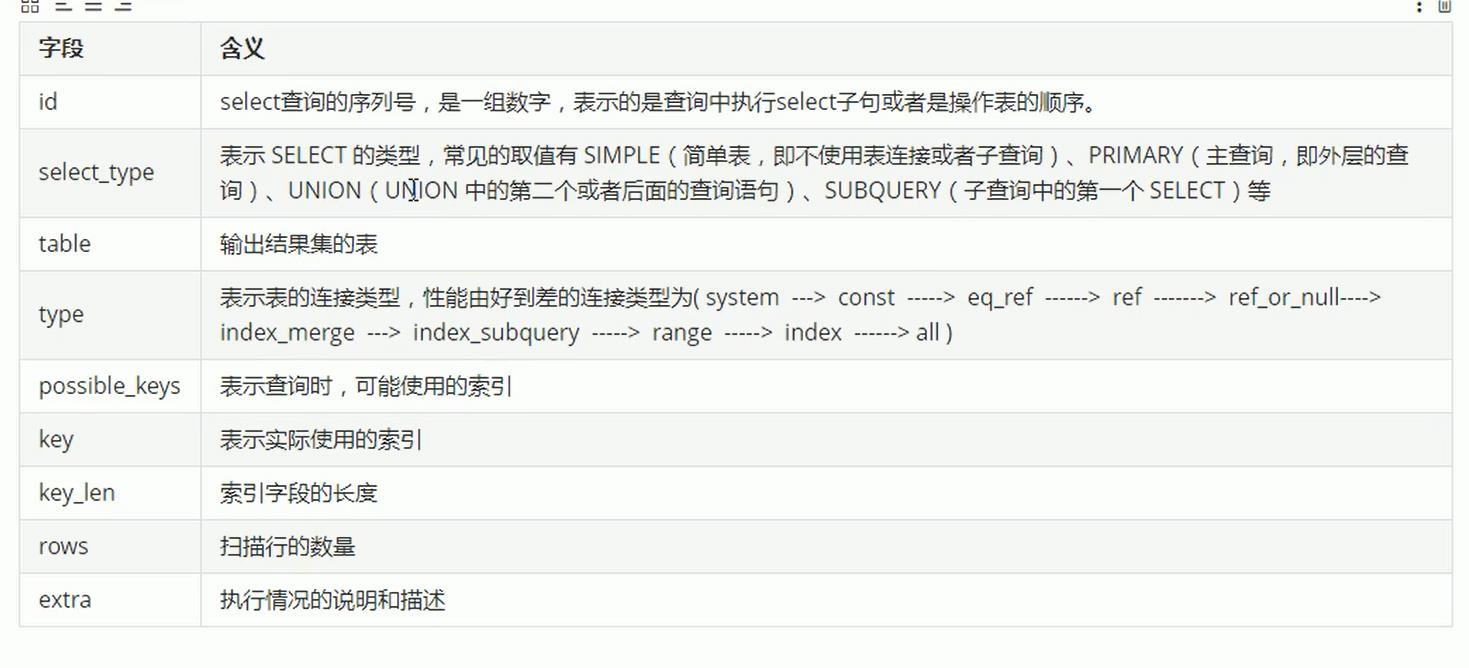 字段 含义
id select查询的序列号，是一组数字，表示的是查询中执行select子句或者是操作表的顺序。
select_type 表示 SELECT 的类型，常见的取值有 SIMPLE（简单表，即不使用表连接或者子查询）、PRIMARY（主查询，即外层的查
询）、UNION（UNION 中的第二个或者后面的查询语句）、SUBQUERY（子查询中的第一个 SELECT）等
table 输出结果集的表
type 表示表的连接类型，性能由好到差的连接类型为( system ---> const -----> eq_ref ------> ref -------> ref_or_null---->
index_merge ---> index_subquery -----> range -----> index ------> all )
possible_keys 表示查询时，可能使用的索引
key 表示实际使用的索引
key_len 索引字段的长度
rows 扫描行的数量
extra 执行情况的说明和描述